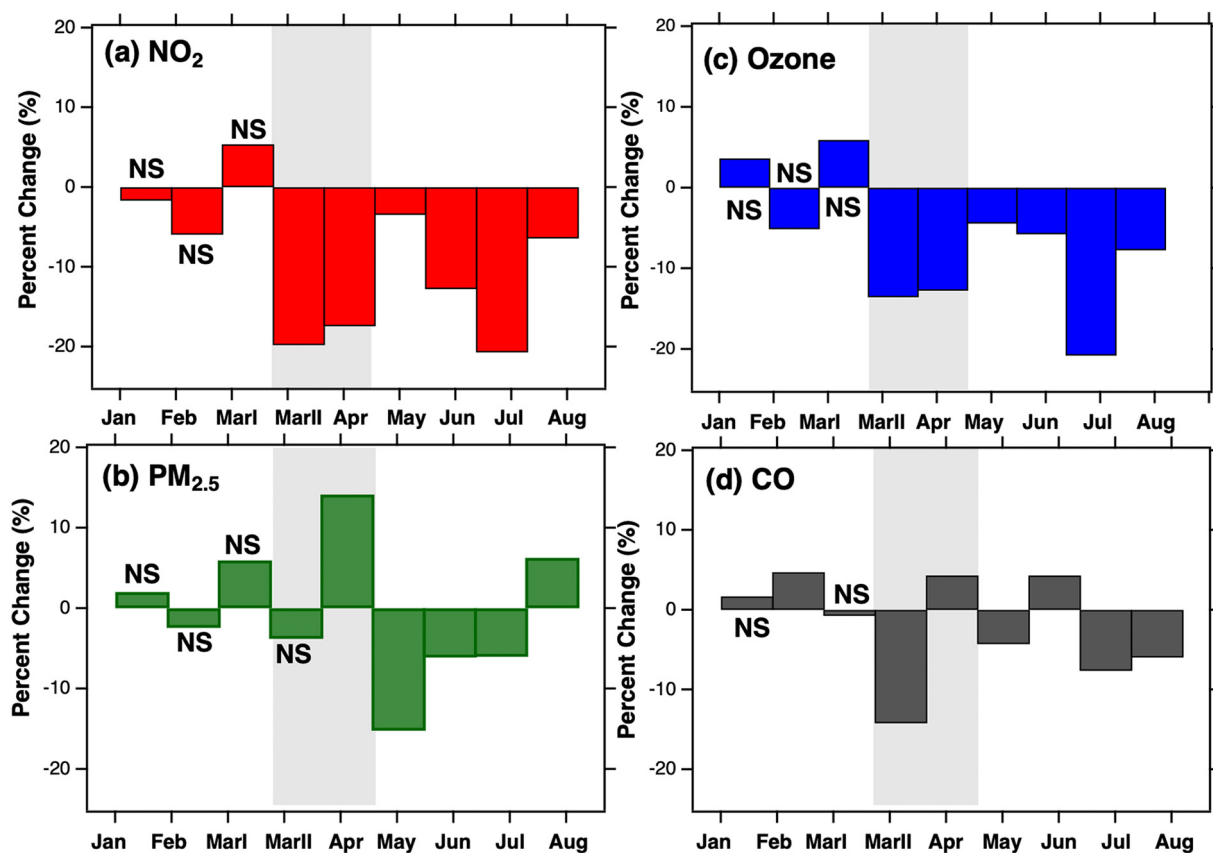 (a) NO₂
Percent Change (%)
20
10
0
-10
-20
NS
NS
NS
Jan Feb MarI MarII Apr May Jun Jul Aug
(c) Ozone
Percent Change (%)
20
10
0
-10
-20
NS
NS
NS
Jan Feb MarI MarII Apr May Jun Jul Aug
(b) PM₂.₅
Percent Change (%)
20
10
0
-10
-20
NS
NS
NS
NS
Jan Feb MarI MarII Apr May Jun Jul Aug
(d) CO
Percent Change (%)
20
10
0
-10
-20
NS
NS
Jan Feb MarI MarII Apr May Jun Jul Aug